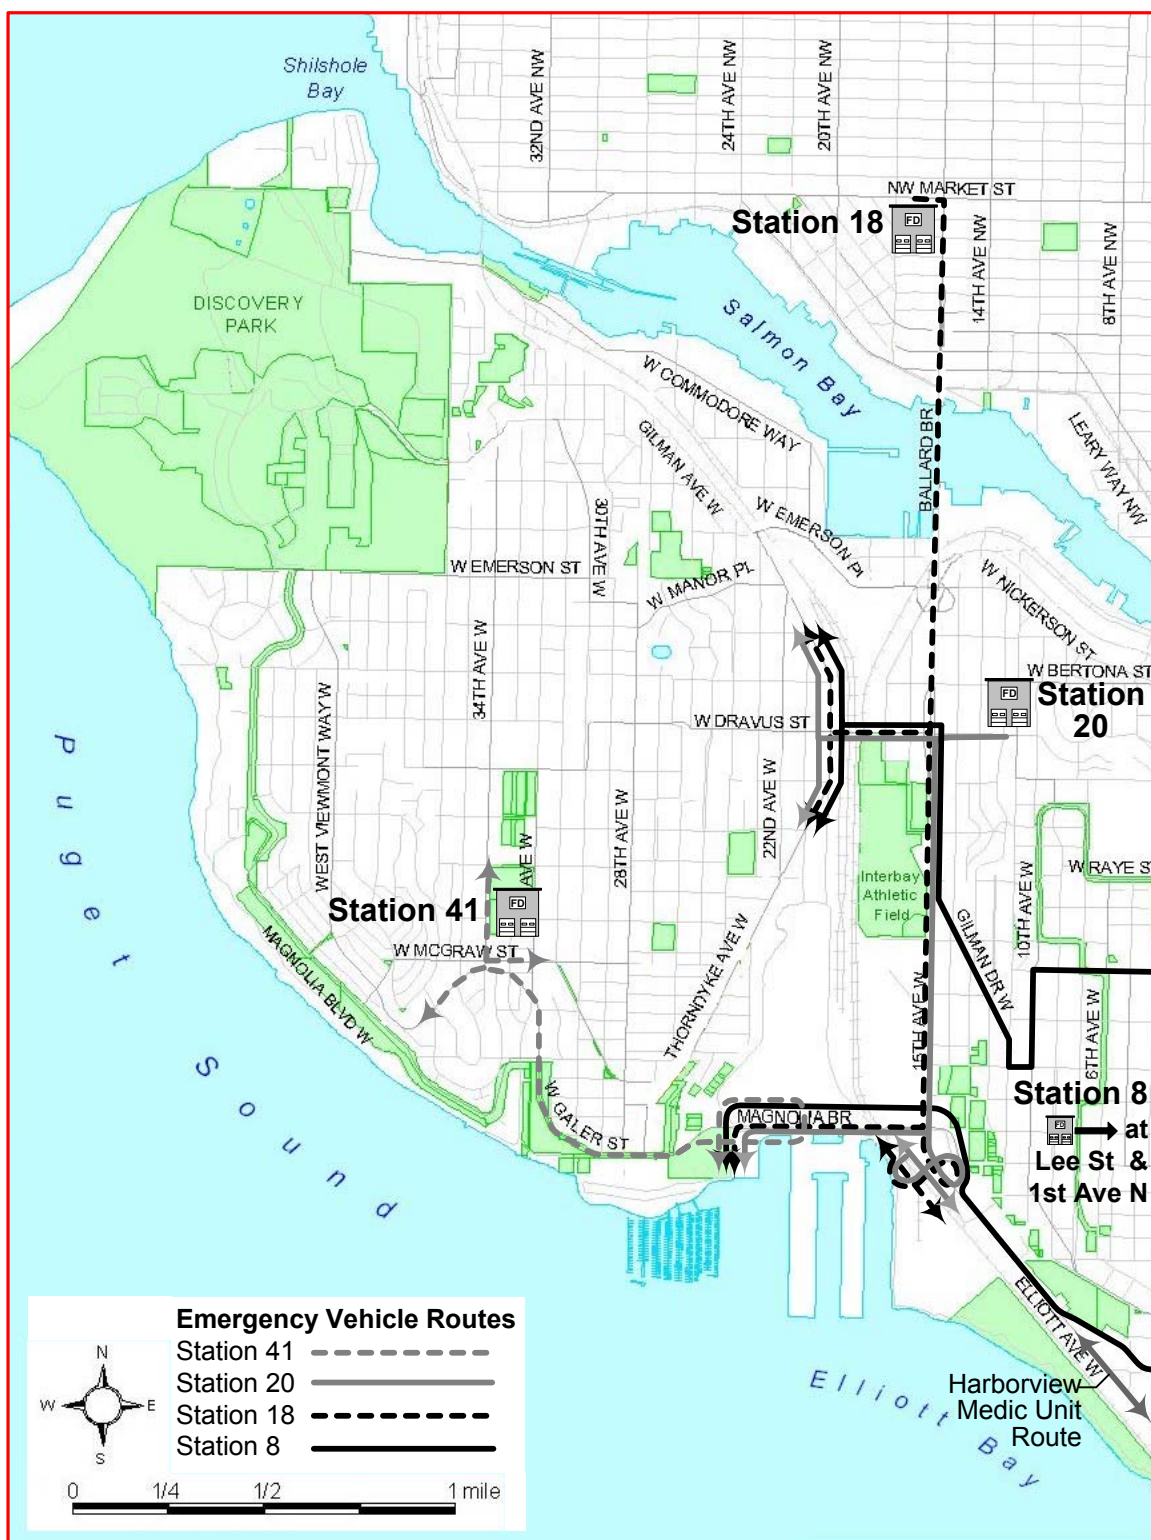 Shilshole
Bay
32ND AVE NW
24TH AVE NW
20TH AVE NW
NW MARKET ST
Station 18
FD
14TH AVE NW
8TH AVE NW
DISCOVERY
PARK
Salmon Bay
W COMMODORE WAY
GILMAN AVE W
BALLARD BR
LEARY WAY NW
30TH AVE W
W EMERSON PL
W EMERSON ST
W MANOR PL
W NICKERSON ST
34TH AVE W
W BERTONA ST
FD
Station
20
WEST VIEWMONT WAY W
W DRAVUS ST
22ND AVE W
28TH AVE W
AVE W
Puget Sound
Interbay
Athletic
Field
W RAYE S
10TH AVE W
Station 41
FD
GILMAN DR W
W MCGRAW ST
MAGNOLIA BLVD W
THORNDYKE AVE W
15TH AVE W
6TH AVE W
Station 8
FD
at
Lee St &
1st Ave N
W GALER ST
MAGNOLIA BR
ELLIOTT AVE W
Harborview
Medic Unit
Route
Elliott Bay
Emergency Vehicle Routes
Station 41
Station 20
Station 18
Station 8
N
W
E
S
0
1/4
1/2
1 mile